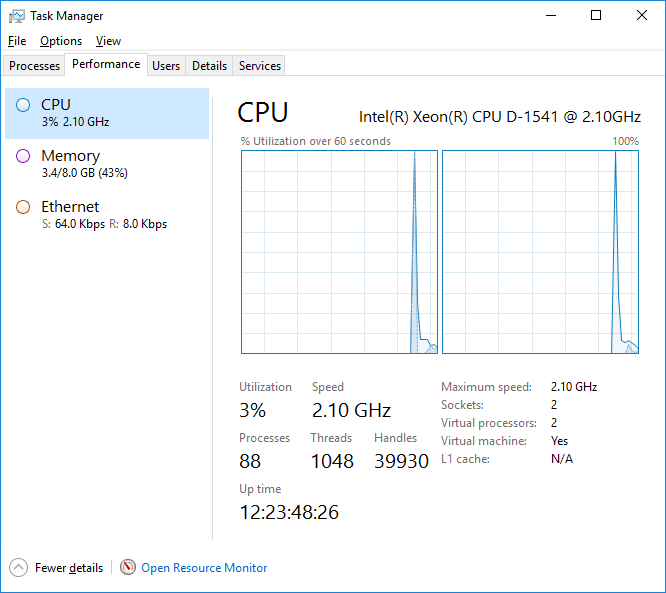 Task Manager
File Options View
Processes Performance Users Details Services
CPU
3% 2.10 GHz
Memory
3.4/8.0 GB (43%)
Ethernet
S: 64.0 Kbps R: 8.0 Kbps
CPU Intel(R) Xeon(R) CPU D-1541 @ 2.10GHz
% Utilization over 60 seconds 100%
Utilization Speed
3% 2.10 GHz
Processes Threads Handles
88 1048 39930
Up time
12:23:48:26
Maximum speed: 2.10 GHz
Sockets: 2
Virtual processors: 2
Virtual machine: Yes
L1 cache: N/A
Fewer details Open Resource Monitor